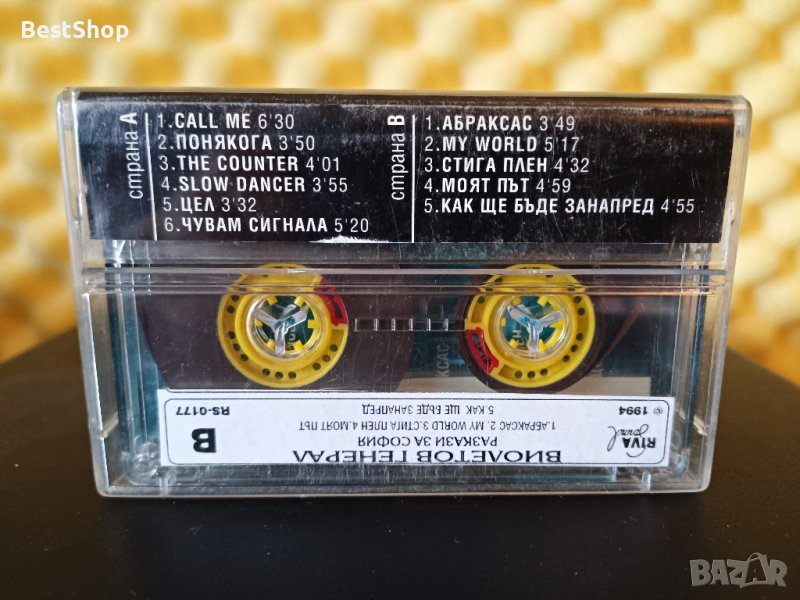 BestShop
страна A
1.CALL ME 6'30
2.ПОНЯКОГА 3'50
3.THE COUNTER 4'01
4.SLOW DANCER 3'55
5.ЦЕЛ 3'32
6.ЧУВАМ СИГНАЛА 5'20
страна B
1.АБРАКСАС 3'49
2.MY WORLD 5'17
3.СТИГА ПЛЕН 4'32
4.МОЯТ ПЪТ 4'59
5.КАК ЩЕ БЪДЕ ЗАНАПРЕД 4'55
ВИОЛЕТОВ ГЕНЕРАЛ
РАЗКАЗИ ЗА СОФИЯ
1.АБРАКСАС 2. MY WORLD 3.СТИГА ПЛЕН 4.МОЯТ ПЪТ
5.КАК ЩЕ БЪДЕ ЗАНАПРЕД
RIVA
Sound
B
© 1994
RS-0177
BAZAR